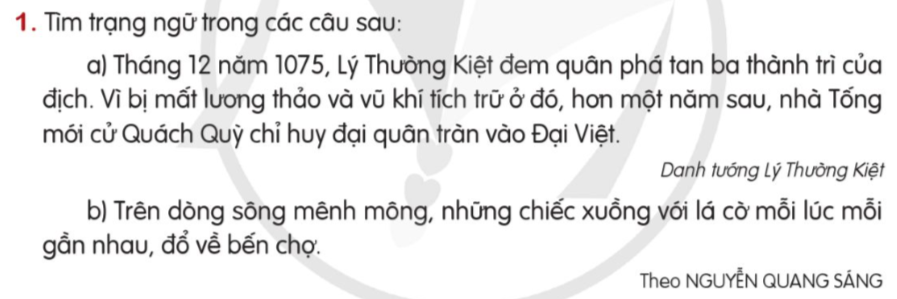 1. Tìm trạng ngữ trong các câu sau:
a) Tháng 12 năm 1075, Lý Thường Kiệt đem quân phá tan ba thành trì của
địch. Vì bị mất lương thảo và vũ khí tích trữ ở đó, hơn một năm sau, nhà Tống
mới cử Quách Quỳ chỉ huy đại quân tràn vào Đại Việt.
Danh tướng Lý Thường Kiệt
b) Trên dòng sông mênh mông, những chiếc xuồng với lá cờ mỗi lúc mỗi
gần nhau, đổ về bến chợ.
Theo NGUYỄN QUANG SÁNG